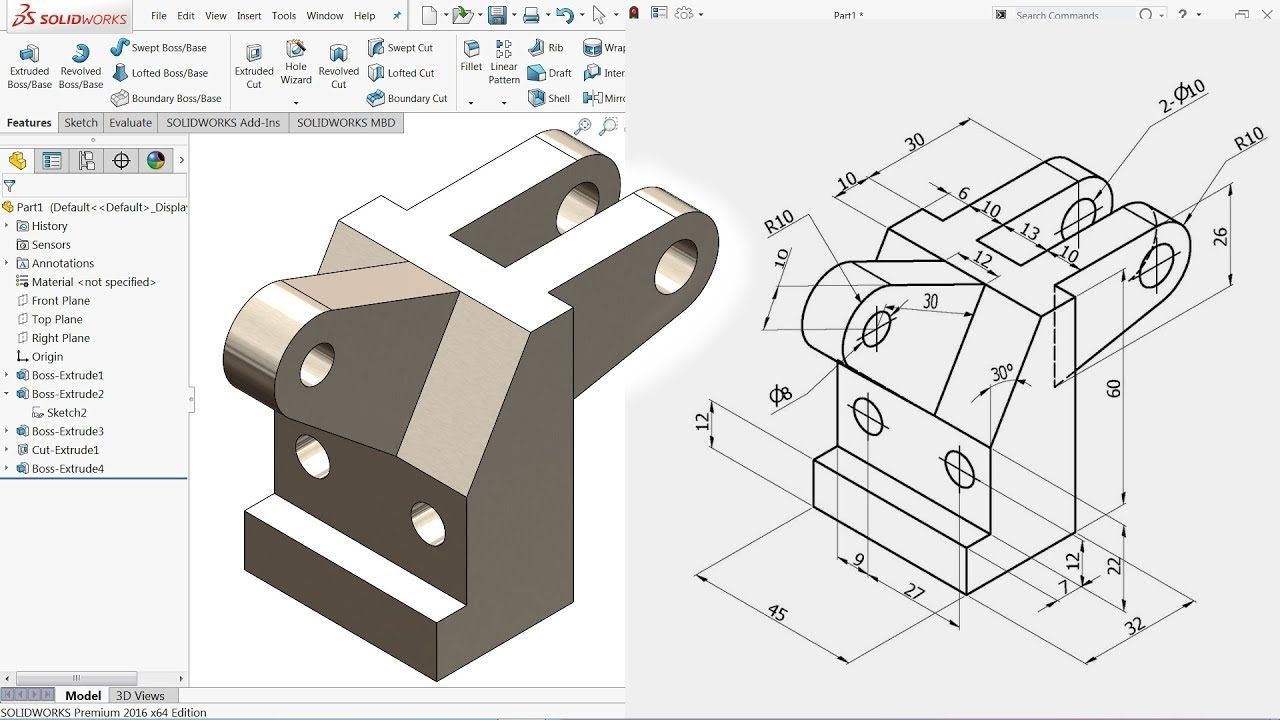 SOLIDWORKS
File Edit View Insert Tools Window Help
Part1 *
Search Commands
?
Extruded Boss/Base
Revolved Boss/Base
Swept Boss/Base
Lofted Boss/Base
Boundary Boss/Base
Extruded Cut
Hole Wizard
Revolved Cut
Swept Cut
Lofted Cut
Boundary Cut
Fillet
Linear Pattern
Rib
Draft
Shell
Wrap
Inter
Mirro
Features Sketch Evaluate SOLIDWORKS Add-Ins SOLIDWORKS MBD
Part1 (Default<<Default>_Displa
History
Sensors
Annotations
Material <not specified>
Front Plane
Top Plane
Right Plane
Origin
Boss-Extrude1
Boss-Extrude2
Sketch2
Boss-Extrude3
Cut-Extrude1
Boss-Extrude4
Model 3D Views
SOLIDWORKS Premium 2016 x64 Edition
2-Ø10
30
R10
10
6
10
13
10
R10
26
12
10
30
30°
Ø8
60
12
9
27
12
22
7
45
32